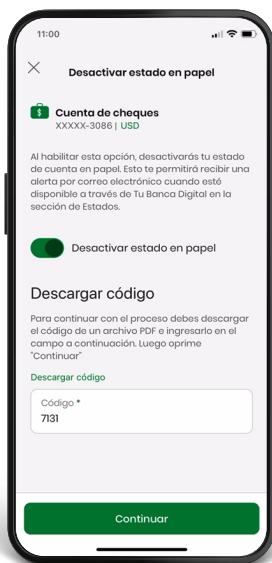 11:00
Desactivar estado en papel
$
Cuenta de cheques
XXXXX-3086 | USD
Al habilitar esta opción, desactivarás tu estado
de cuenta en papel. Esto te permitirá recibir una
alerta por correo electrónico cuando esté
disponible a través de Tu Banca Digital en la
sección de Estados.
Desactivar estado en papel
Descargar código
Para continuar con el proceso debes descargar
el código de un archivo PDF e ingresarlo en el
campo a continuación. Luego oprime
"Continuar"
Descargar código
Código *
7131
Continuar